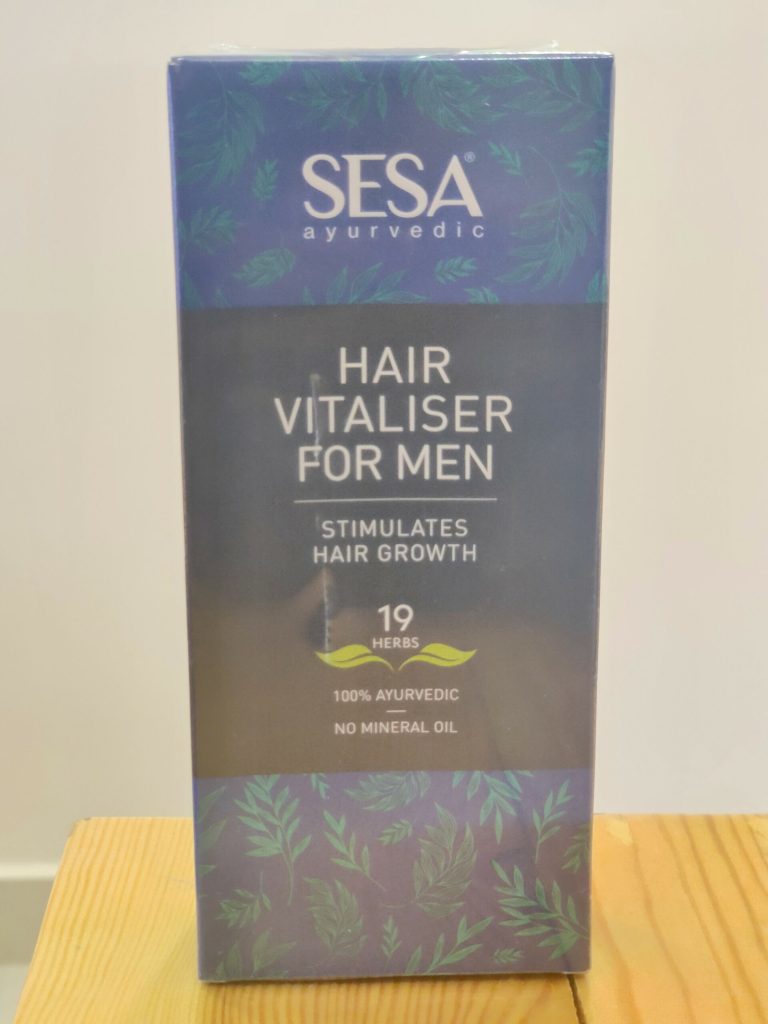 SESA®
ayurvedic
HAIR
VITALISER
FOR MEN
STIMULATES
HAIR GROWTH
19
HERBS
100% AYURVEDIC
NO MINERAL OIL